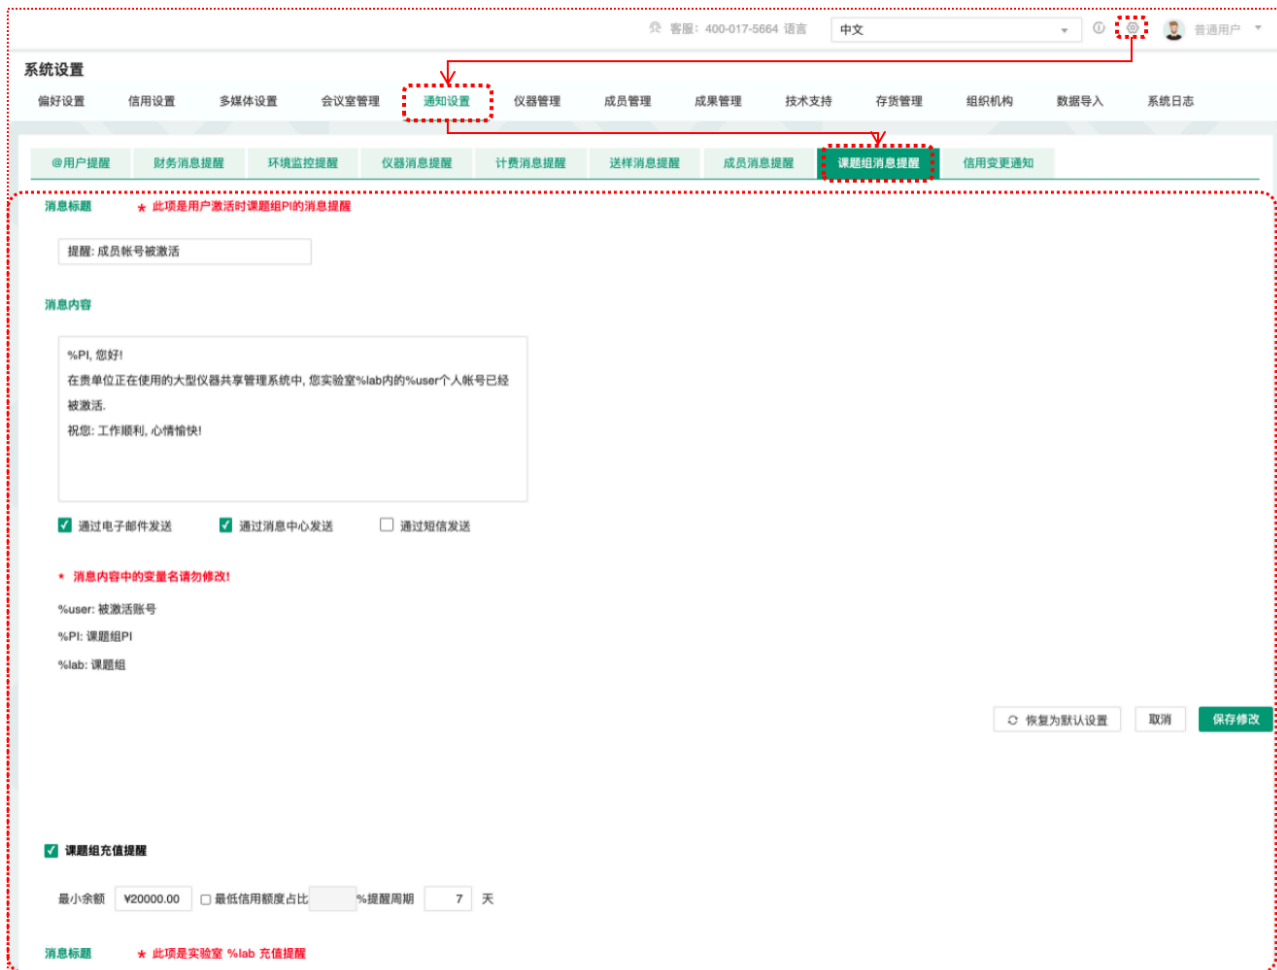 客服：400-017-5664 语言 中文 普通用户
系统设置
偏好设置 信用设置 多媒体设置 会议室管理 通知设置 仪器管理 成员管理 成果管理 技术支持 存货管理 组织机构 数据导入 系统日志
@用户提醒 财务消息提醒 环境监控提醒 仪器消息提醒 计费消息提醒 送样消息提醒 成员消息提醒 课题组消息提醒 信用变更通知
消息标题 * 此项是用户激活时课题组PI的消息提醒
提醒: 成员帐号被激活
消息内容
%PI, 您好!
在贵单位正在使用的大型仪器共享管理系统中, 您实验室%lab内的%user个人帐号已经
被激活.
祝您: 工作顺利, 心情愉快!
通过电子邮件发送 通过消息中心发送 通过短信发送
* 消息内容中的变量名请勿修改!
%user: 被激活账号
%PI: 课题组PI
%lab: 课题组
恢复为默认设置 取消 保存修改
课题组充值提醒
最小余额 ¥20000.00 最低信用额度占比 %提醒周期 7 天
消息标题 * 此项是实验室 %lab 充值提醒